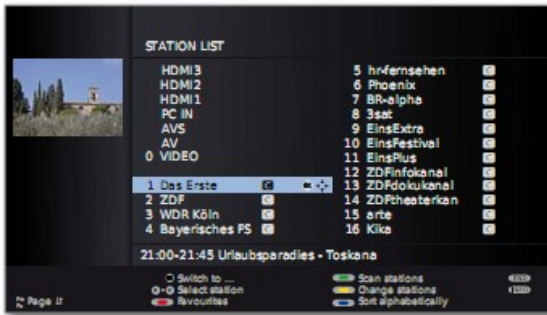 STATION LIST
HDMI3
HDMI2
HDMI1
PC IN
AVS
AV
0 VIDEO
1 Das Erste C
2 ZDF C
3 WDR Köln C
4 Bayerisches FS C
5 hr-fernsehen C
6 Phoenix C
7 BR-alpha C
8 3sat C
9 EinsExtra C
10 EinsFestival C
11 EinsPlus C
12 ZDFinfokanal C
13 ZDFdokukanal C
14 ZDFtheaterkan C
15 arte C
16 Kika C
21:00-21:45 Urlaubsparadies - Toskana
Switch to ...
0-9 Select station
Favourites
Scan stations
Change stations
Sort alphabetically
Page